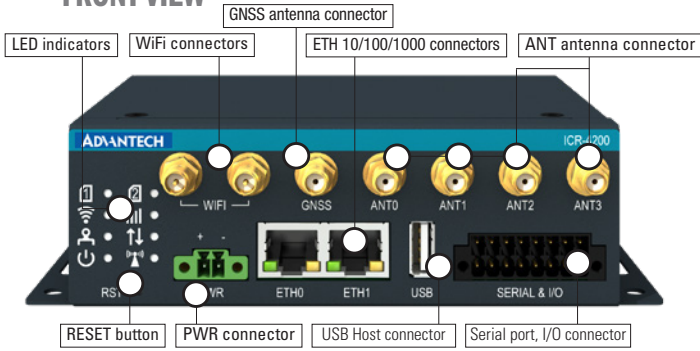 FRONT VIEW
GNSS antenna connector
LED indicators
WiFi connectors
ETH 10/100/1000 connectors
ANT antenna connector
ADVANTECH
1
2
WIFI
GNSS
ANT0
ANT1
ANT2
ANT3
+ -
ETH0
ETH1
USB
SERIAL & I/O
RESET button
PWR connector
USB Host connector
Serial port, I/O connector